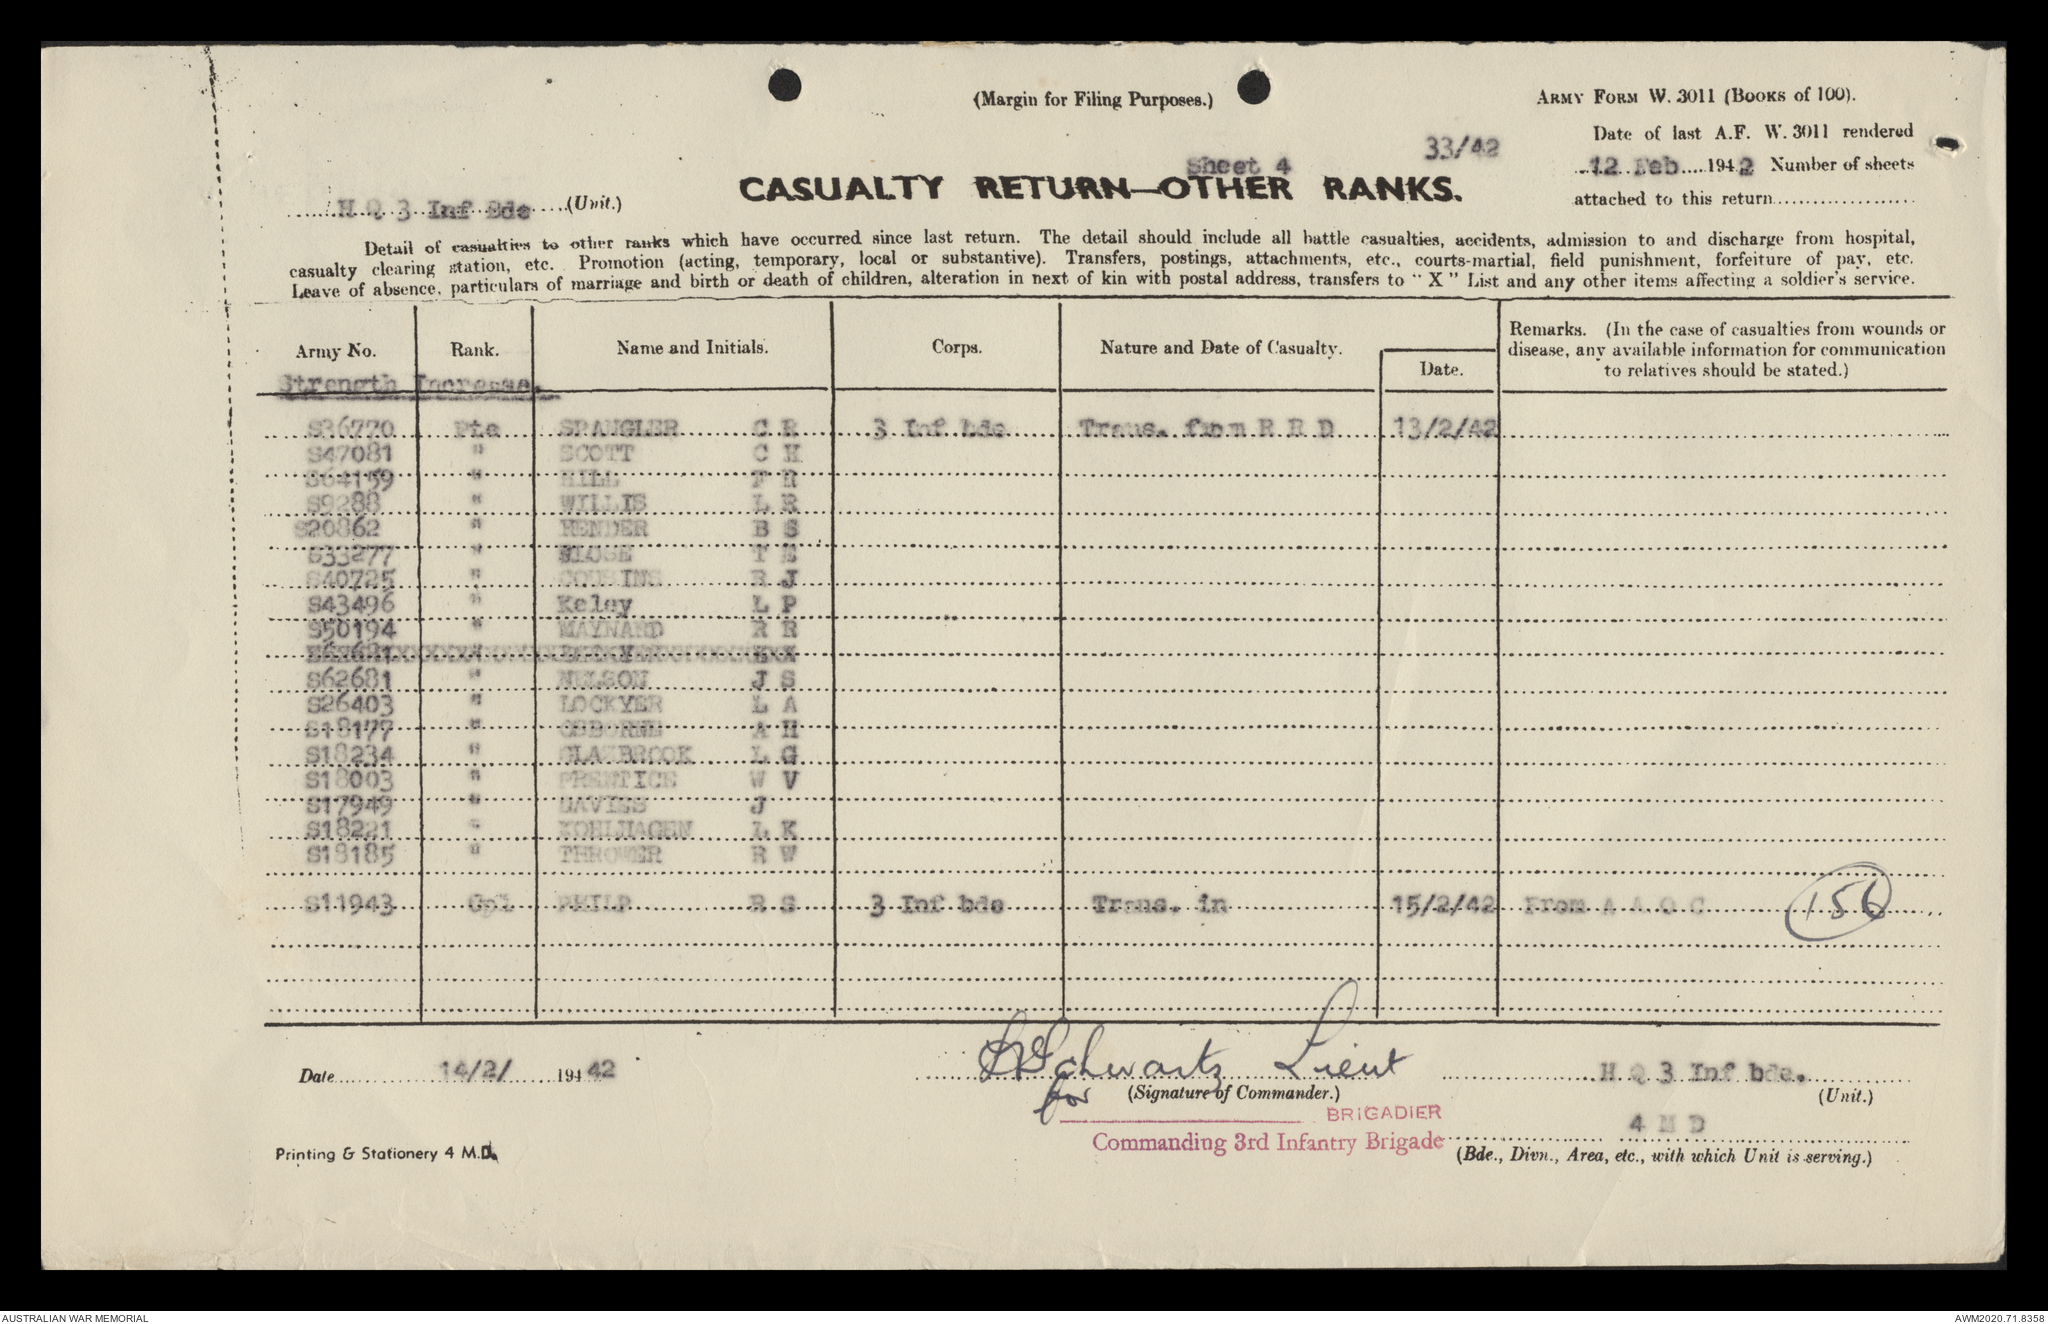 (Margin for Filing Purposes.)
ARMY FORM W. 3011 (BOOKS of 100).
Date of last A.F. W. 3011 rendered
33/42
12 Feb 1942 Number of sheets
attached to this return
Sheet 4
CASUALTY RETURN—OTHER RANKS.
H Q 3 Inf Bde (Unit.)
Detail of casualties to other ranks which have occurred since last return. The detail should include all battle casualties, accidents, admission to and discharge from hospital,
casualty clearing station, etc. Promotion (acting, temporary, local or substantive). Transfers, postings, attachments, etc., courts-martial, field punishment, forfeiture of pay, etc.
Leave of absence, particulars of marriage and birth or death of children, alteration in next of kin with postal address, transfers to "X" List and any other items affecting a soldier's service.
Army No. Rank. Name and Initials. Corps. Nature and Date of Casualty. Date. Remarks. (In the case of casualties from wounds or
disease, any available information for communication
to relatives should be stated.)
Strength Increase.
S36770 Pte SPANGLER C R 3 Inf bde Trans. from R R D 13/2/42
S47081 " SCOTT C H
S64159 " HILL F R
S9288 " WILLIS L R
S20862 " HENDER B S
S33277 " T E
S40725 " COUSINS R J
S43496 " Keley L P
S50194 " MAYNARD R R
S62681 " NELSON J S
S26403 " LOCKYER L A
S18177 " OSBORNE A H
S18234 " GLAZBROOK L G
S18003 " PRENTICE W V
S17949 " DAVIES J
S18221 " KOHLHAGEN L K
S18185 " THROWER R W
S11943 Cpl PHILP R S 3 Inf bde Trans. in 15/2/42 From A A O C
156
Date 14/2/ 19442
Schwartz Lieut
for (Signature of Commander.)
H Q 3 Inf bde.
(Unit.)
BRIGADIER
Commanding 3rd Infantry Brigade
4 M D
(Bde., Divn., Area, etc., with which Unit is serving.)
Printing & Stationery 4 M.D.
AUSTRALIAN WAR MEMORIAL
AWM2020.71.8358